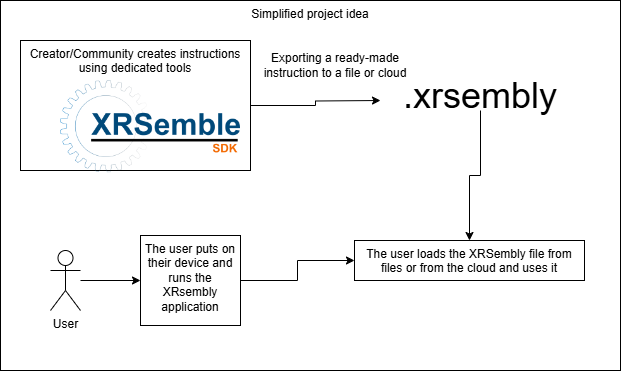 Simplified project idea
Creator/Community creates instructions
using dedicated tools
XRSemble
SDK
Exporting a ready-made
instruction to a file or cloud
.xrsembly
The user puts on
their device and
runs the
XRsembly
application
The user loads the XRSembly file from
files or from the cloud and uses it
User